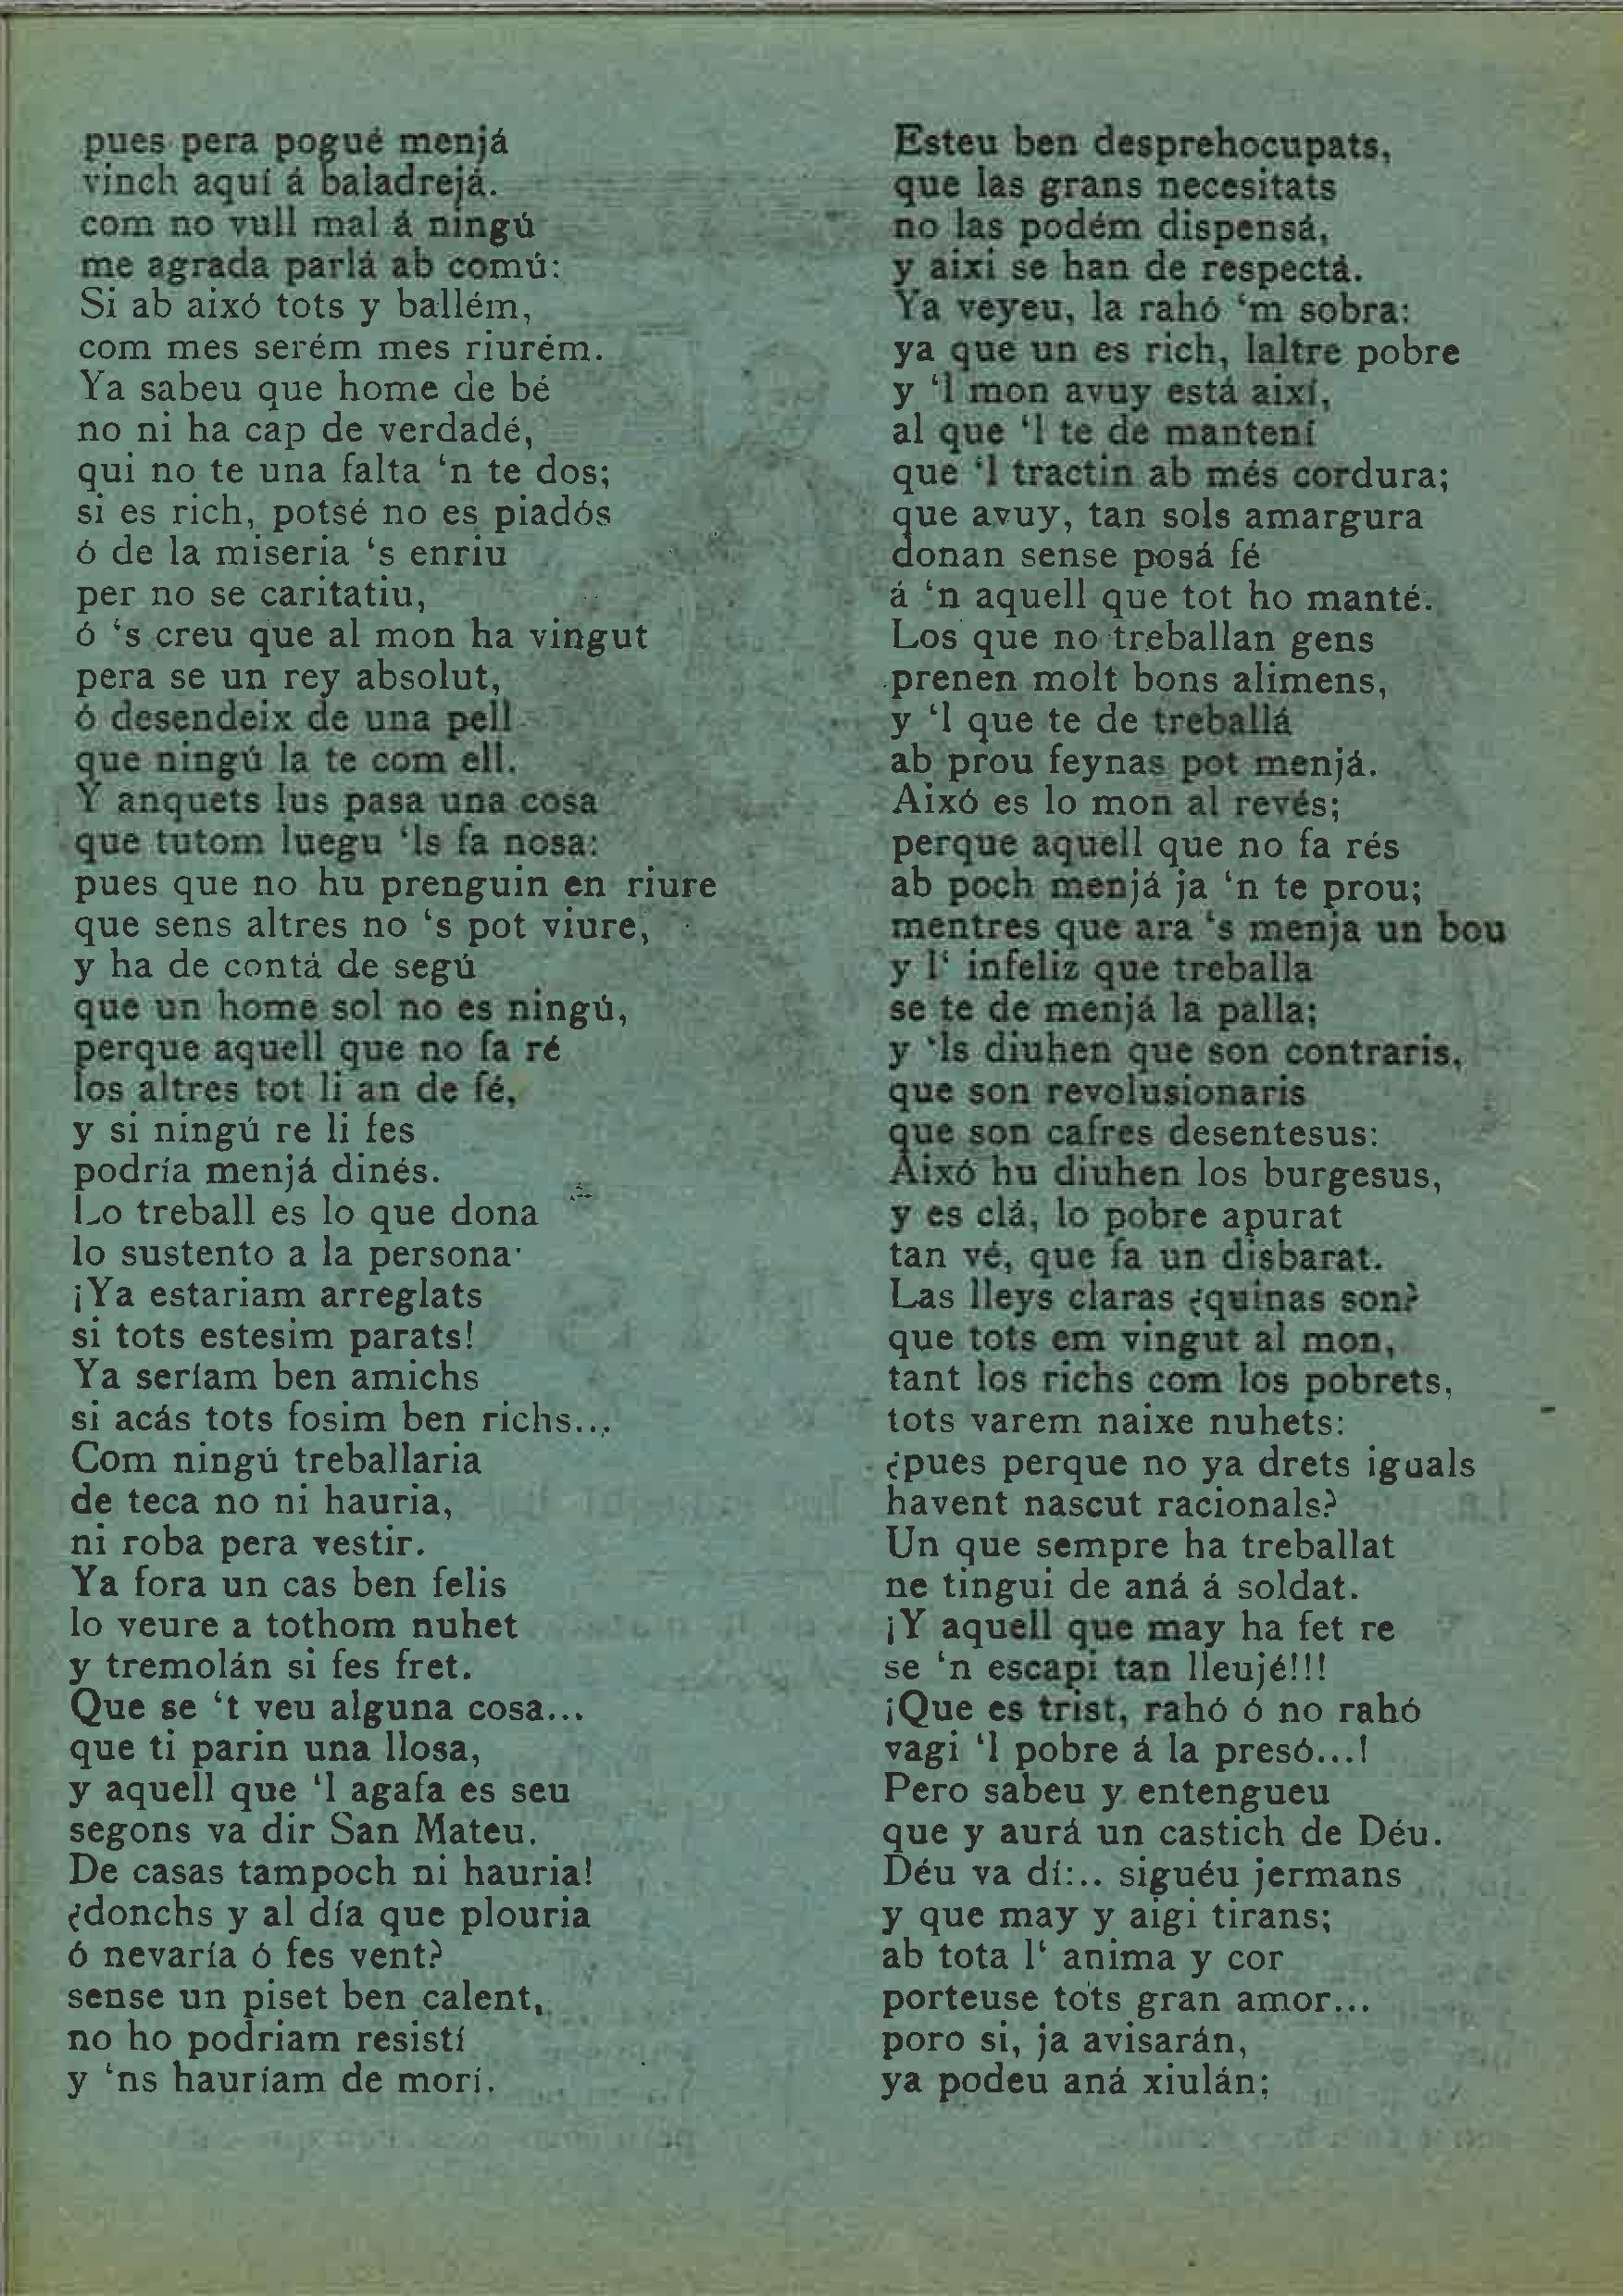 pues pera pogué menjá
vinch aquí á baladrejá.
com no vull mal á ningú
me agrada parlá ab comú:
Si ab aixó tots y ballém,
com mes serém mes riurém.
Ya sabeu que home de bé
no ni ha cap de verdadé,
qui no te una falta ‘n te dos;
si es rich, potsé no es piadós
ó de la miseria ‘s enriu
per no se caritatiu,
ó ‘s creu que al mon ha vingut
pera se un rey absolut,
ó desendeix de una pell
que ningú la te com ell.
Y anquets lus pasa una cosa
que tutom luegu ‘ls fa nosa:
pues que no hu prenguin en riure
que sens altres no ‘s pot viure,
y ha de contá de segú
que un home sol no es ningú,
perque aquell que no fa ré
los altres tot li an de fé,
y si ningú re li fes
podría menjá dinés.
Lo treball es lo que dona
lo sustento a la persona·
¡Ya estariam arreglats
si tots estesim parats!
Ya seríam ben amichs
si acás tots fosim ben richs...
Com ningú treballaria
de teca no ni hauria,
ni roba pera vestir.
Ya fora un cas ben felis
lo veure a tothom nuhet
y tremolán si fes fret.
Que se ‘t veu alguna cosa...
que ti parin una llosa,
y aquell que ‘l agafa es seu
segons va dir San Mateu.
De casas tampoch ni hauria!
¿donchs y al día que plouria
ó nevaría ó fes vent?
sense un piset ben calent,
no ho podriam resistí
y ‘ns hauríam de morí.
Esteu ben desprehocupats,
que las grans necesitats
no las podém dispensá,
y aixi se han de respectá.
Ya veyeu, la rahó ‘m sobra:
ya que un es rich, laltre pobre
y ‘l mon avuy está així,
al que ‘l te de mantení
que ‘l tractin ab més cordura;
que avuy, tan sols amargura
donan sense posá fé
á ‘n aquell que tot ho manté.
Los que no treballan gens
prenen molt bons alimens,
y ‘l que te de treballá
ab prou feynas pot menjá.
Aixó es lo mon al revés;
perque aquell que no fa rés
ab poch menjá ja ‘n te prou;
mentres que ara ‘s menja un bou
y l‘ infeliz que treballa
se te de menjá la palla;
y ‘ls diuhen que son contraris,
que son revolusionaris
que son cafres desentesus:
Aixó hu diuhen los burgesus,
y es clá, lo pobre apurat
tan vé, que fa un disbarat.
Las lleys claras ¿quinas son?
que tots em vingut al mon,
tant los richs com los pobrets,
tots varem naixe nuhets:
¿pues perque no ya drets iguals
havent nascut racionals?
Un que sempre ha treballat
ne tingui de aná á soldat.
¡Y aquell que may ha fet re
se ‘n escapi tan lleujé!!!
¡Que es trist, rahó ó no rahó
vagi ‘l pobre á la presó...!
Pero sabeu y entengueu
que y aurá un castich de Déu.
Déu va dí:.. siguéu jermans
y que may y aigi tirans;
ab tota l‘ anima y cor
porteuse tots gran amor...
poro si, ja avisarán,
ya podeu aná xiulán;